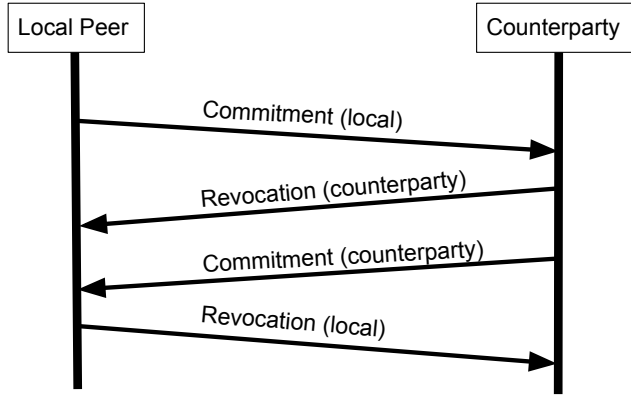 Local Peer
Counterparty
Commitment (local)
Revocation (counterparty)
Commitment (counterparty)
Revocation (local)